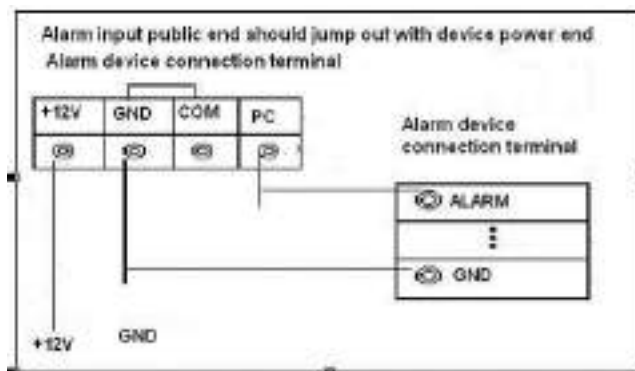 Alarm input public end should jump out with device power end
Alarm device connection terminal
+12V GND COM PC
Alarm device
connection terminal
ALARM
GND
+12V GND